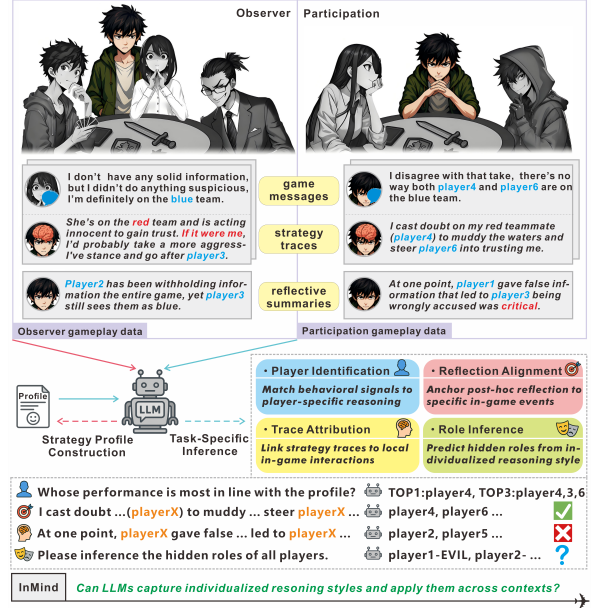 Observer
Participation
I don't have any solid information,
but I didn't do anything suspicious,
I'm definitely on the blue team.
She's on the red team and is acting
innocent to gain trust. If it were me,
I'd probably take a more aggress-
I've stance and go after player3.
Player2 has been withholding infor-
mation the entire game, yet player3
still sees them as blue.
game
messages
strategy
traces
reflective
summaries
I disagree with that take, there's no
way both player4 and player6 are on
the blue team.
I cast doubt on my red teammate
(player4) to muddy the waters and
steer player6 into trusting me.
At one point, player1 gave false inf-
ormation that led to player3 being
wrongly accused was critical.
Observer gameplay data
Participation gameplay data
Profile
LLM
Strategy Profile
Construction
Task-Specific
Inference
• Player Identification
Match behavioral signals to
player-specific reasoning
• Reflection Alignment
Anchor post-hoc reflection to
specific in-game events
• Trace Attribution
Link strategy traces to local
in-game interactions
• Role Inference
Predict hidden roles from in-
dividualized reasoning style
Whose performance is most in line with the profile?
TOP1:player4, TOP3:player4,3,6
I cast doubt ...(playerX) to muddy ... steer playerX ...
player4, player6 ...
At one point, playerX gave false ... led to playerX ...
player2, player5 ...
Please inference the hidden roles of all players.
player1-EVIL, player2- ...
InMind
Can LLMs capture individualized resoning styles and apply them across contexts?